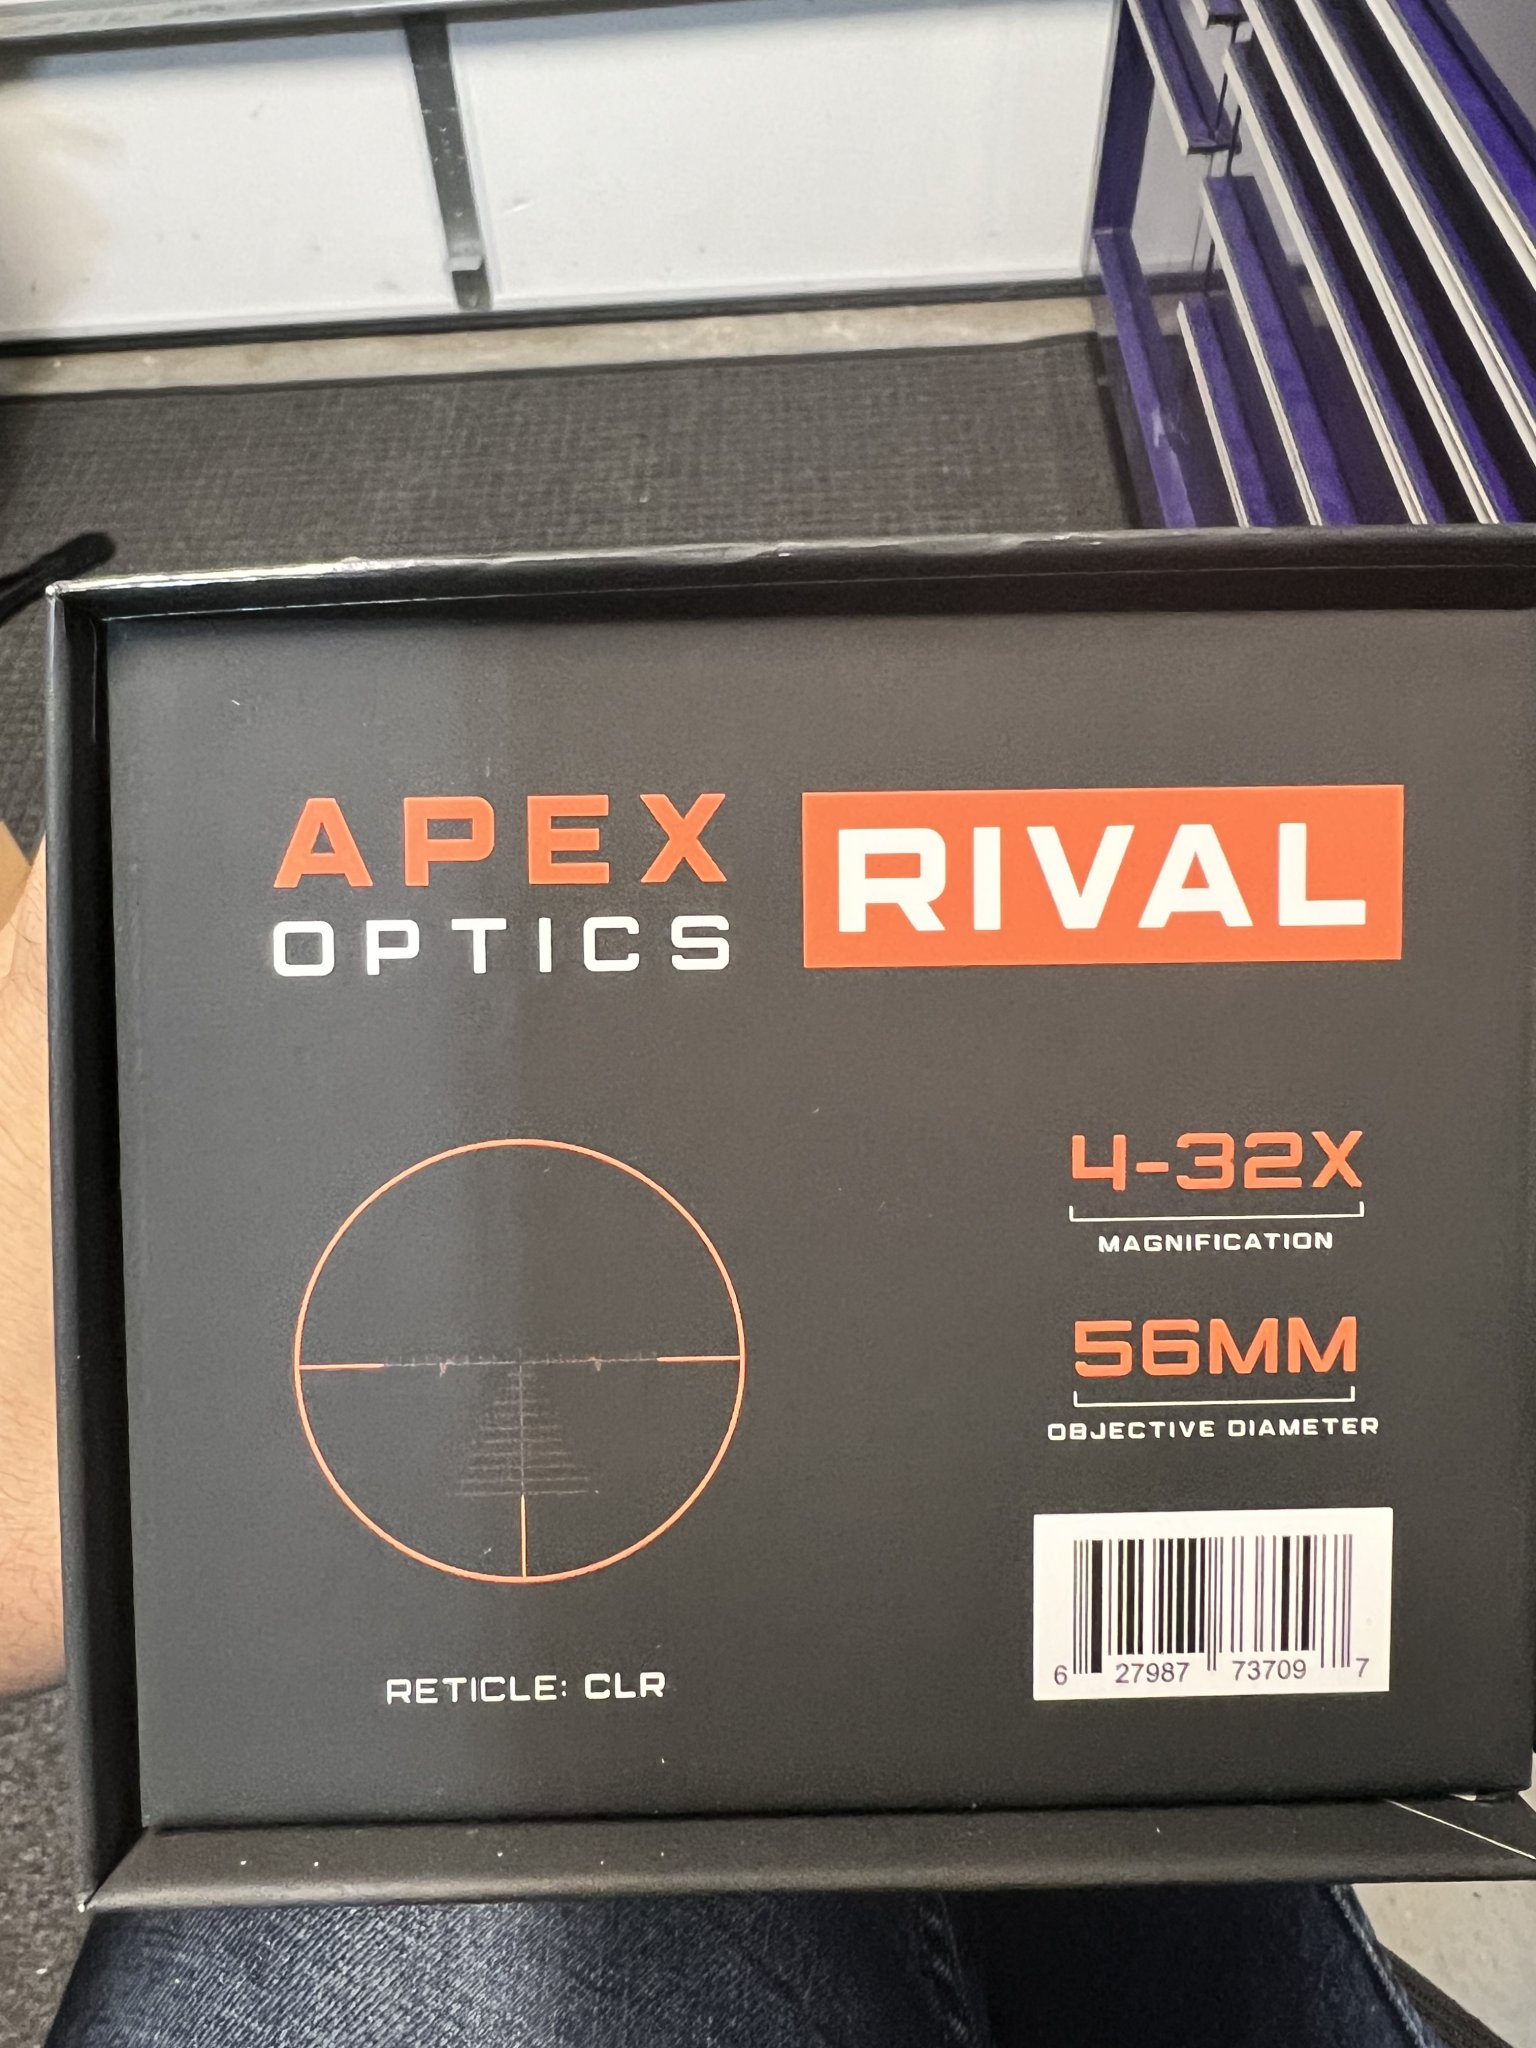 APEX
OPTICS
RIVAL
4-32X
MAGNIFICATION
56MM
OBJECTIVE DIAMETER
RETICLE: CLR
6 27987 73709 7